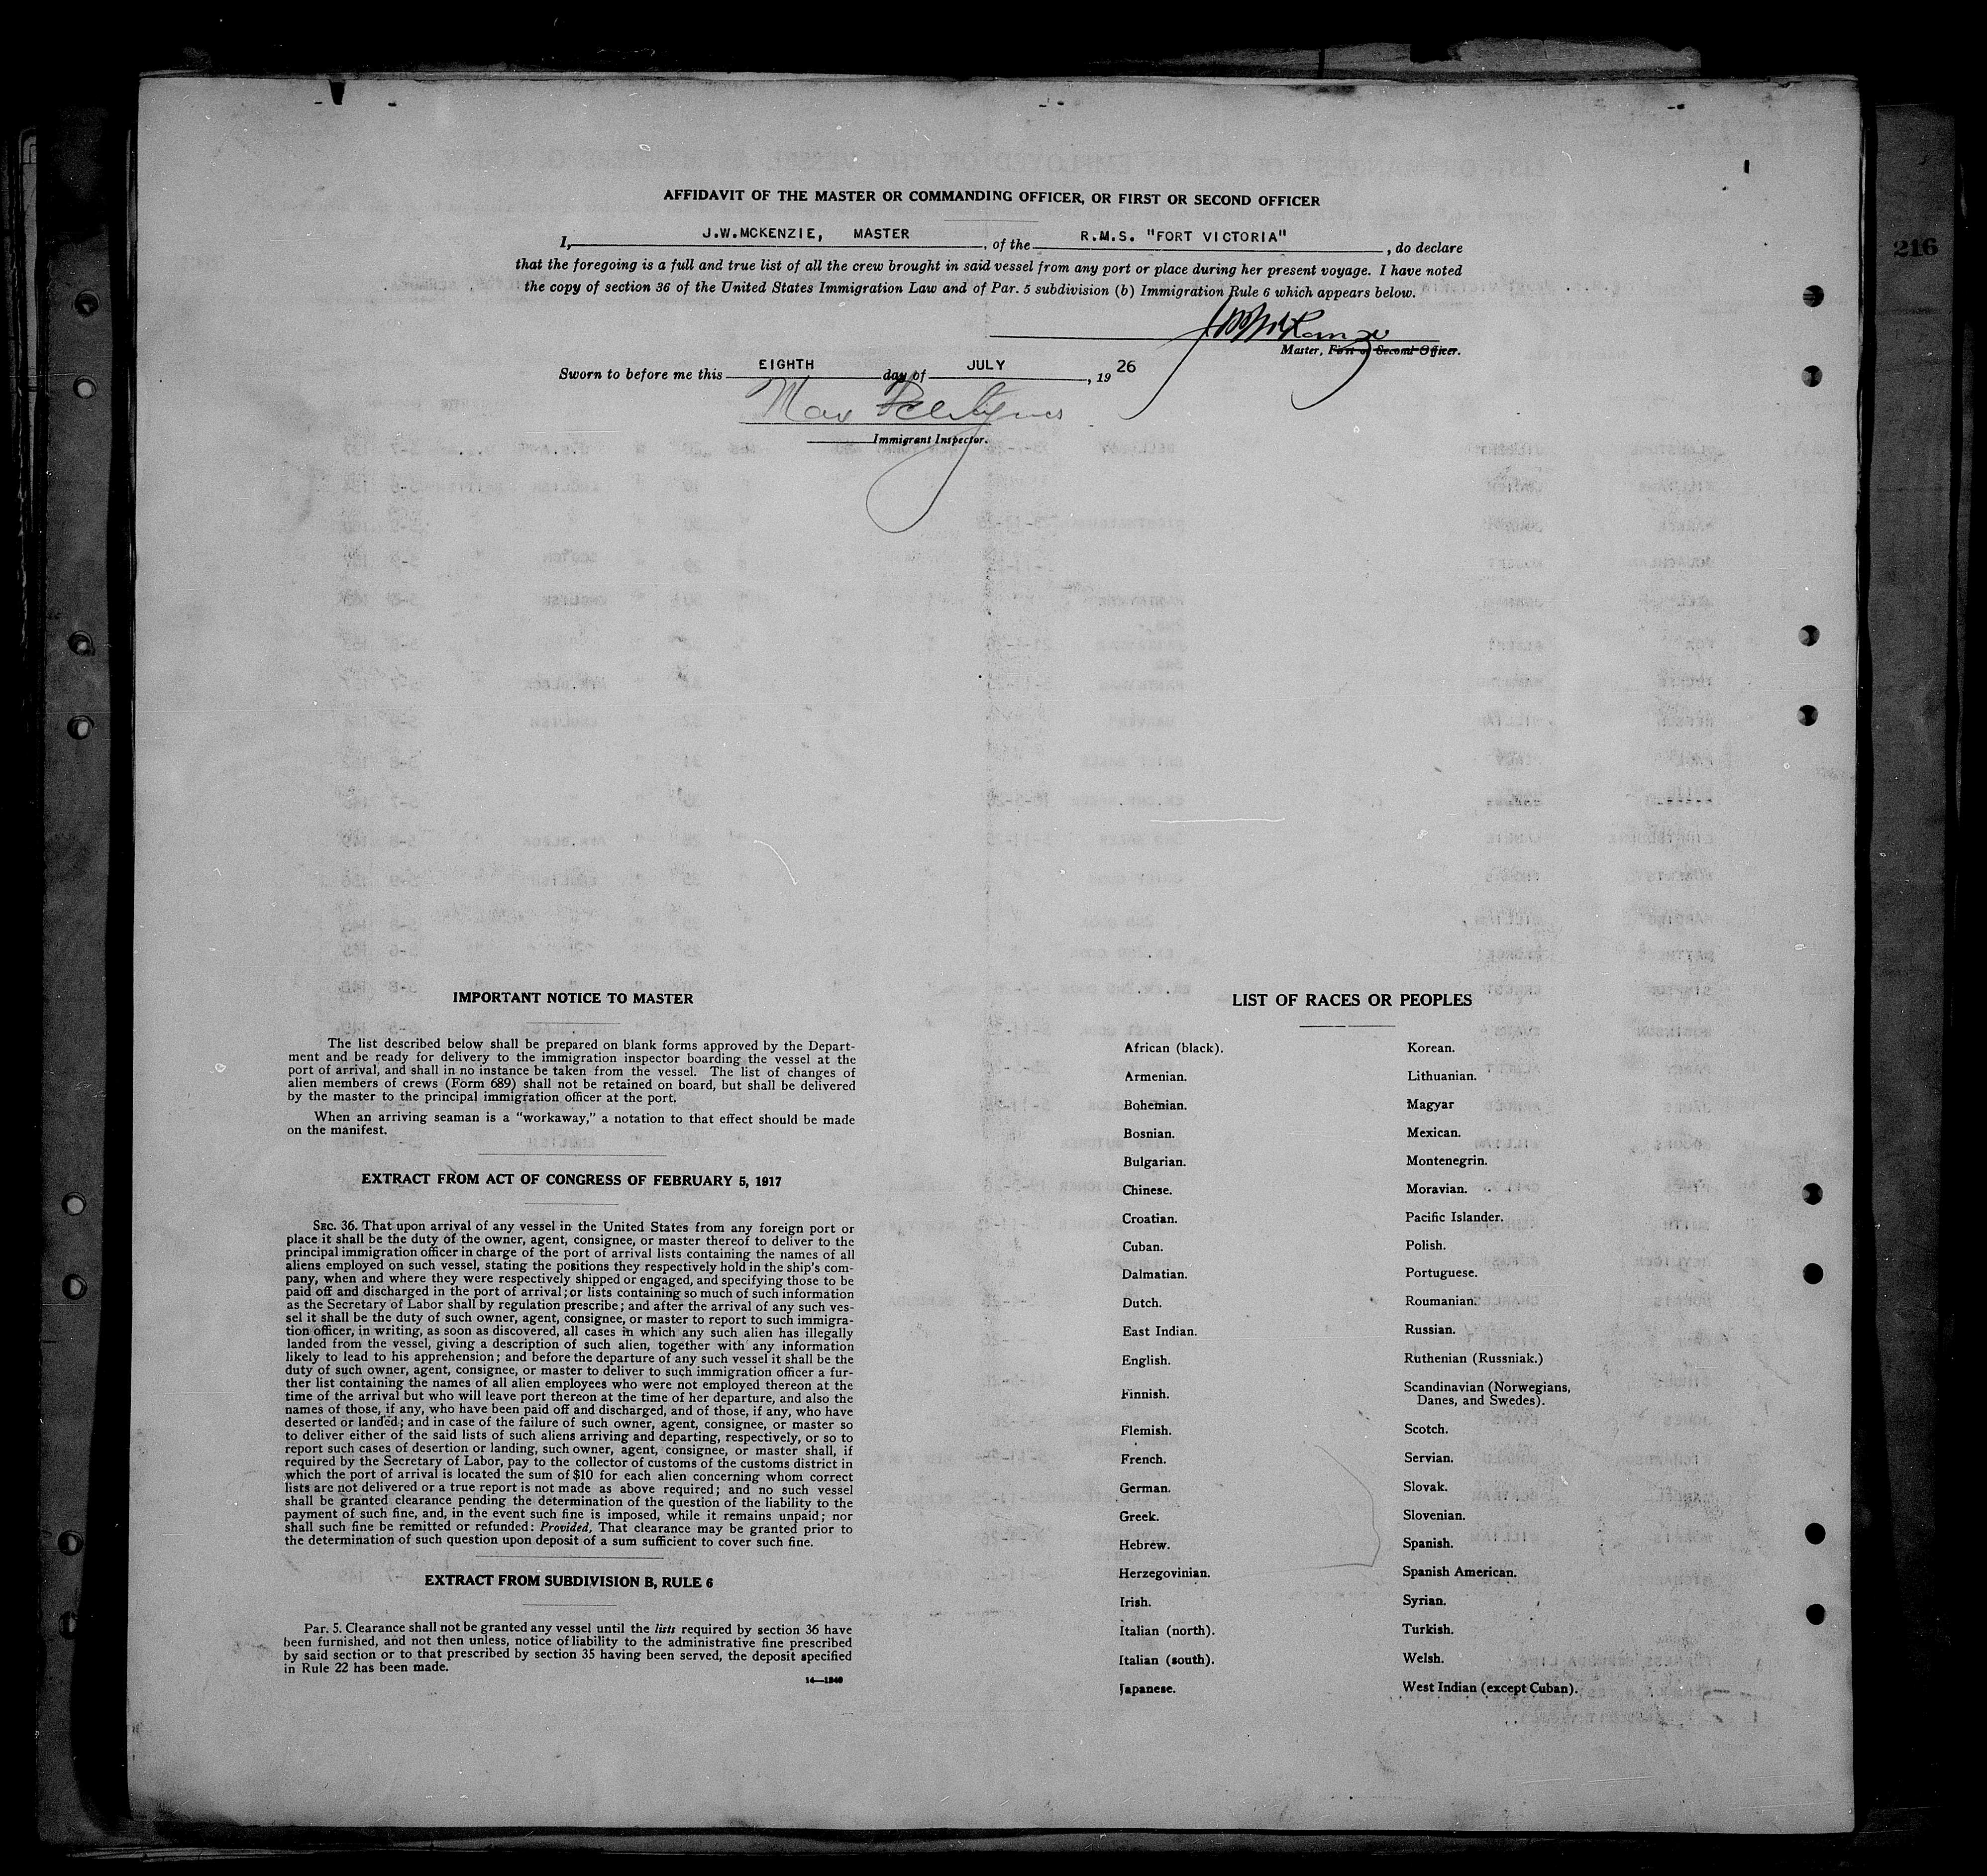 AFFIDAVIT OF THE MASTER OR COMMANDING OFFICER, OR FIRST OR SECOND OFFICER
I, J.W.MCKENZIE, MASTER, of the R.M.S. "FORT VICTORIA", do declare
that the foregoing is a full and true list of all the crew brought in said vessel from any port or place during her present voyage. I have noted
the copy of section 36 of the United States Immigration Law and of Par. 5 subdivision (b) Immigration Rule 6 which appears below.
Master, First or Second Officer.
Sworn to before me this EIGHTH day of JULY, 1926
Max
Immigrant Inspector.
216
IMPORTANT NOTICE TO MASTER
The list described below shall be prepared on blank forms approved by the Depart-
ment and be ready for delivery to the immigration inspector boarding the vessel at the
port of arrival, and shall in no instance be taken from the vessel. The list of changes of
alien members of crews (Form 689) shall not be retained on board, but shall be delivered
by the master to the principal immigration officer at the port.
When an arriving seaman is a "workaway," a notation to that effect should be made
on the manifest.
EXTRACT FROM ACT OF CONGRESS OF FEBRUARY 5, 1917
SEC. 36. That upon arrival of any vessel in the United States from any foreign port or
place it shall be the duty of the owner, agent, consignee, or master thereof to deliver to the
principal immigration officer in charge of the port of arrival lists containing the names of all
aliens employed on such vessel, stating the positions they respectively hold in the ship's com-
pany, when and where they were respectively shipped or engaged, and specifying those to be
paid off and discharged in the port of arrival; or lists containing so much of such information
as the Secretary of Labor shall by regulation prescribe; and after the arrival of any such ves-
sel it shall be the duty of such owner, agent, consignee, or master to report to such immigra-
tion officer, in writing, as soon as discovered, all cases in which any such alien has illegally
landed from the vessel, giving a description of such alien, together with any information
likely to lead to his apprehension; and before the departure of any such vessel it shall be the
duty of such owner, agent, consignee, or master to deliver to such immigration officer a fur-
ther list containing the names of all alien employees who were not employed thereon at the
time of the arrival but who will leave port thereon at the time of her departure, and also the
names of those, if any, who have been paid off and discharged, and of those, if any, who have
deserted or landed; and in case of the failure of such owner, agent, consignee, or master so
to deliver either of the said lists of such aliens arriving and departing, respectively, or so to
report such cases of desertion or landing, such owner, agent, consignee, or master shall, if
required by the Secretary of Labor, pay to the collector of customs of the customs district in
which the port of arrival is located the sum of $10 for each alien concerning whom correct
lists are not delivered or a true report is not made as above required; and no such vessel
shall be granted clearance pending the determination of the question of the liability to the
payment of such fine, and, in the event such fine is imposed, while it remains unpaid; nor
shall such fine be remitted or refunded: Provided, That clearance may be granted prior to
the determination of such question upon deposit of a sum sufficient to cover such fine.
EXTRACT FROM SUBDIVISION B, RULE 6
Par. 5. Clearance shall not be granted any vessel until the lists required by section 36 have
been furnished, and not then unless, notice of liability to the administrative fine prescribed
by said section or to that prescribed by section 35 having been served, the deposit specified
in Rule 22 has been made.
14—1240
LIST OF RACES OR PEOPLES
African (black).
Armenian.
Bohemian.
Bosnian.
Bulgarian.
Chinese.
Croatian.
Cuban.
Dalmatian.
Dutch.
East Indian.
English.
Finnish.
Flemish.
French.
German.
Greek.
Hebrew.
Herzegovinian.
Irish.
Italian (north).
Italian (south).
Japanese.
Korean.
Lithuanian.
Magyar
Mexican.
Montenegrin.
Moravian.
Pacific Islander.
Polish.
Portuguese.
Roumanian.
Russian.
Ruthenian (Russniak.)
Scandinavian (Norwegians,
Danes, and Swedes).
Scotch.
Servian.
Slovak.
Slovenian.
Spanish.
Spanish American.
Syrian.
Turkish.
Welsh.
West Indian (except Cuban).